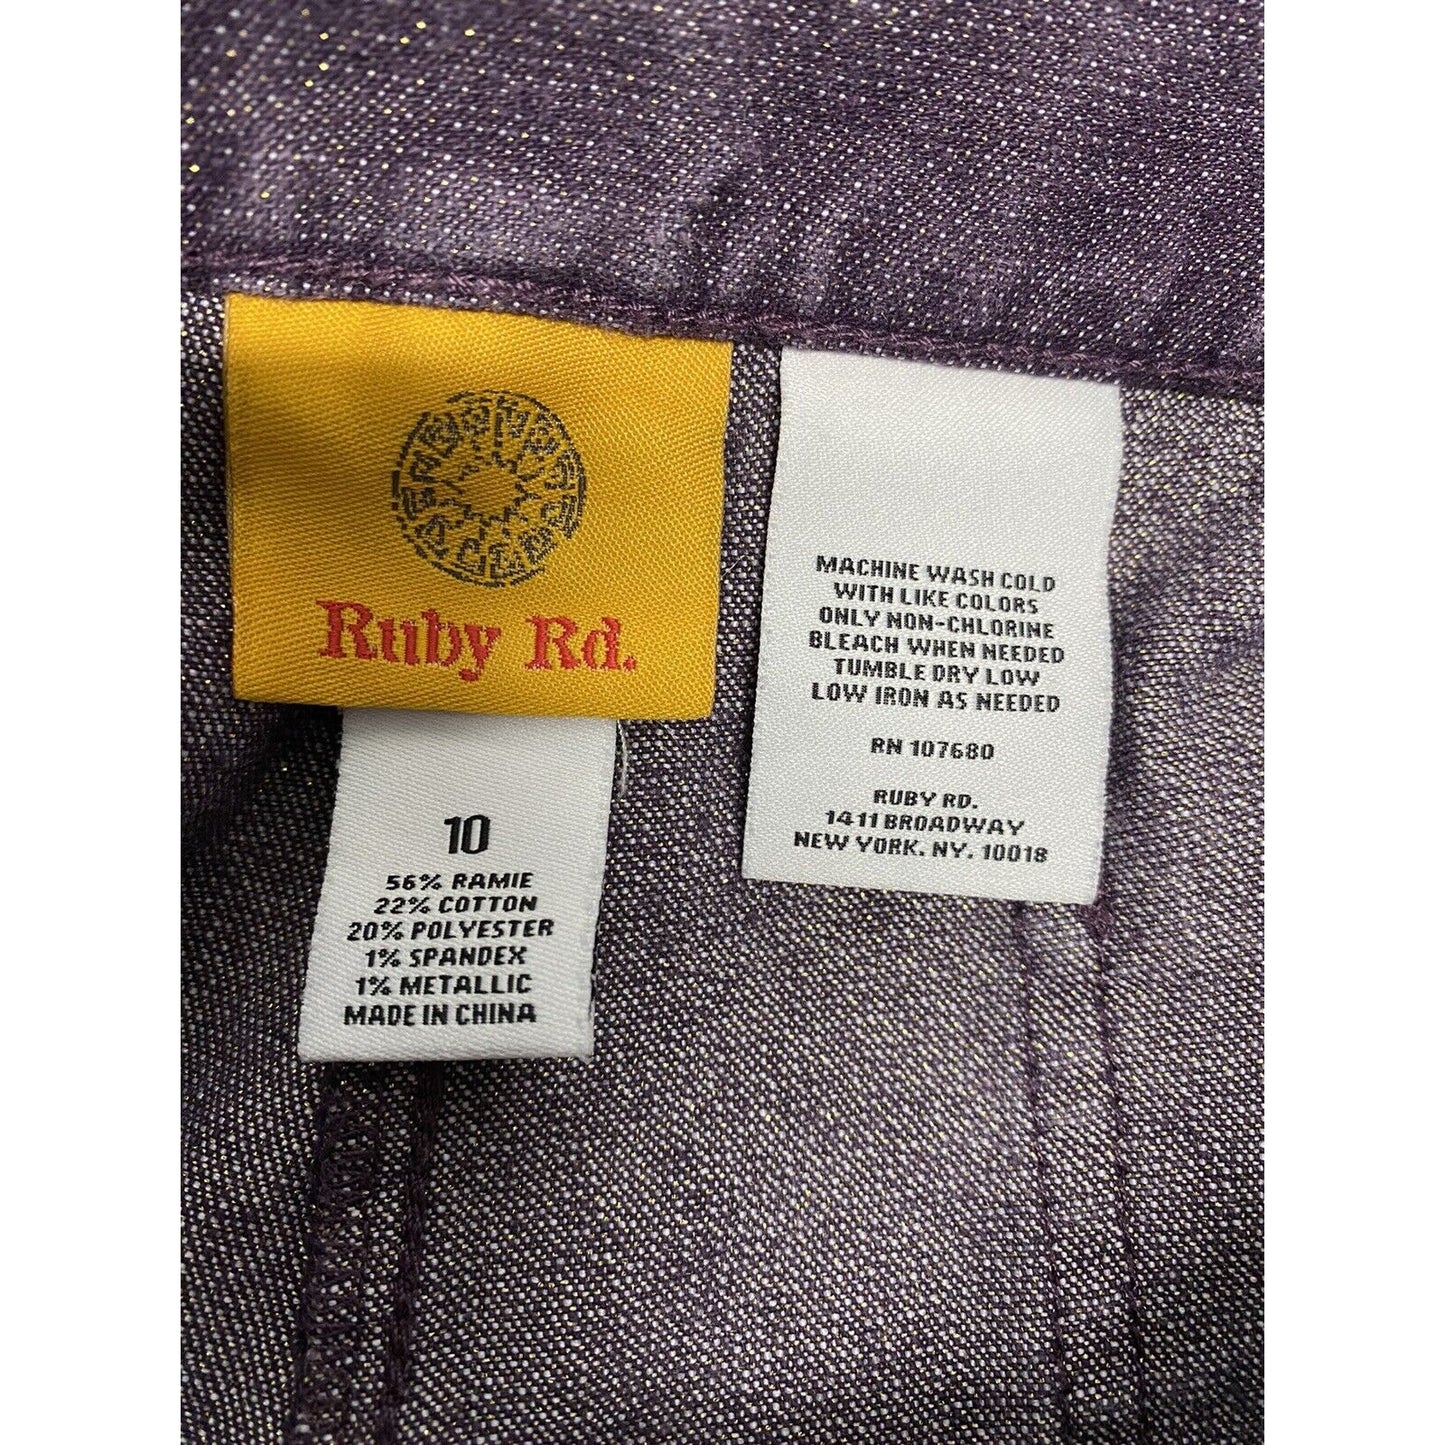 Ruby Rd.
10
56% RAMIE
22% COTTON
20% POLYESTER
1% SPANDEX
1% METALLIC
MADE IN CHINA
MACHINE WASH COLD
WITH LIKE COLORS
ONLY NON-CHLORINE
BLEACH WHEN NEEDED
TUMBLE DRY LOW
LOW IRON AS NEEDED
RN 107680
RUBY RD.
1411 BROADWAY
NEW YORK, NY. 10018